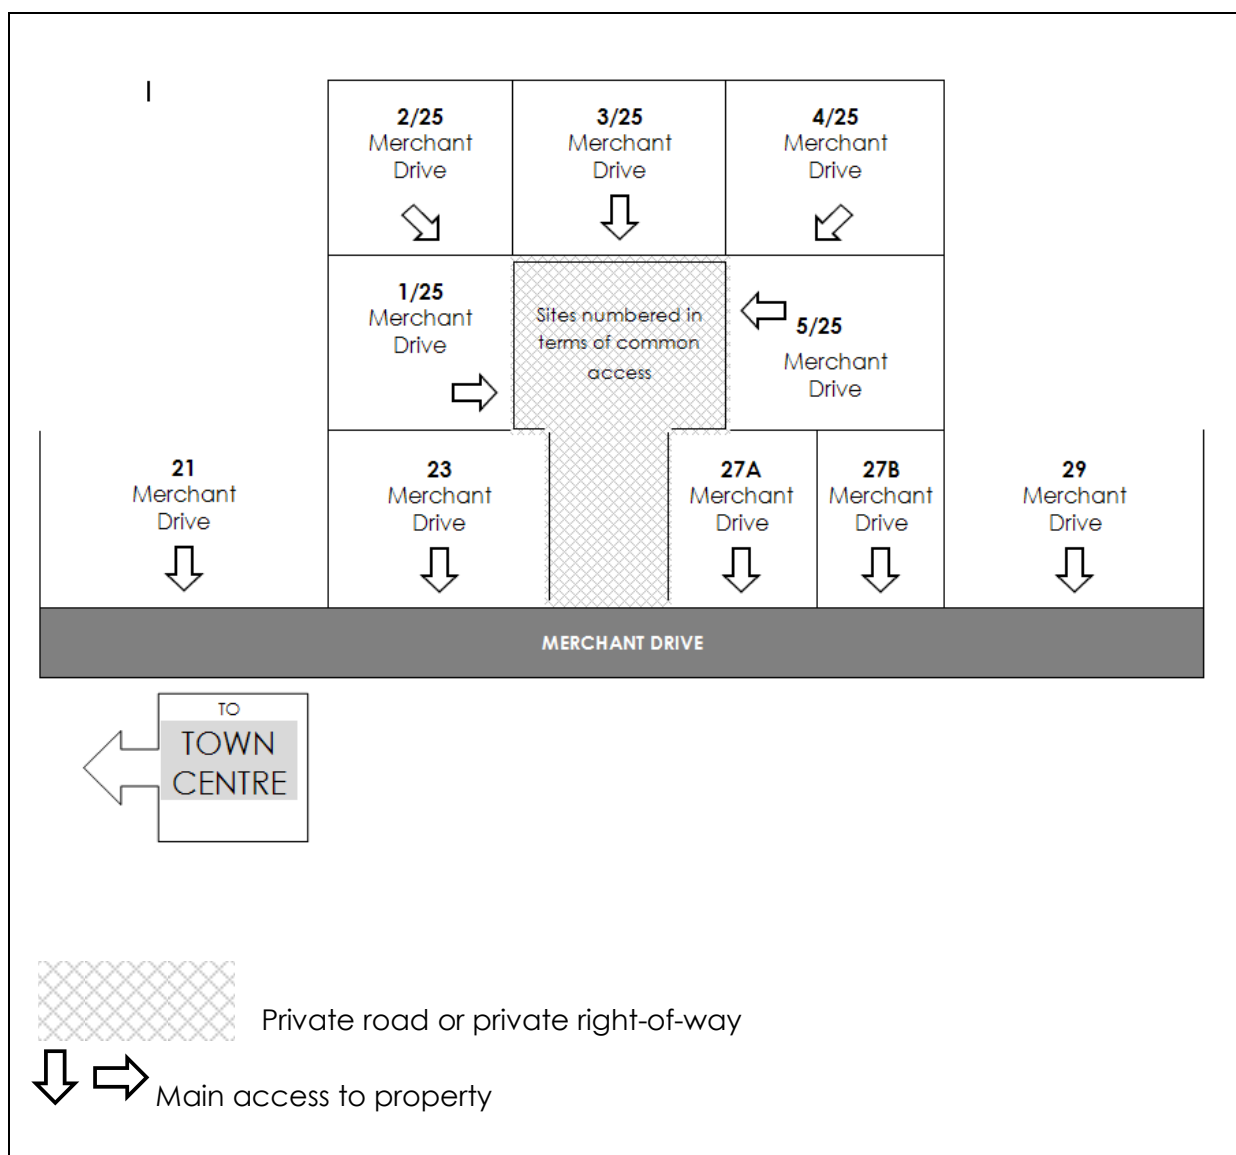 2/25
Merchant
Drive
3/25
Merchant
Drive
4/25
Merchant
Drive
1/25
Merchant
Drive
Sites numbered in
terms of common
access
5/25
Merchant
Drive
21
Merchant
Drive
23
Merchant
Drive
27A
Merchant
Drive
27B
Merchant
Drive
29
Merchant
Drive
MERCHANT DRIVE
TO
TOWN
CENTRE
Private road or private right-of-way
Main access to property